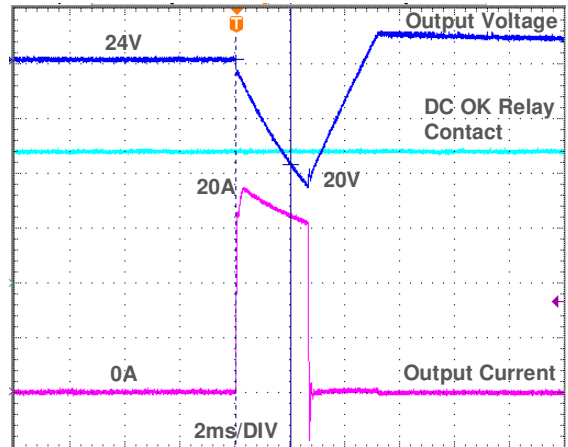 T
Output Voltage
24V
DC OK Relay
Contact
20A
20V
0A
Output Current
2ms/DIV